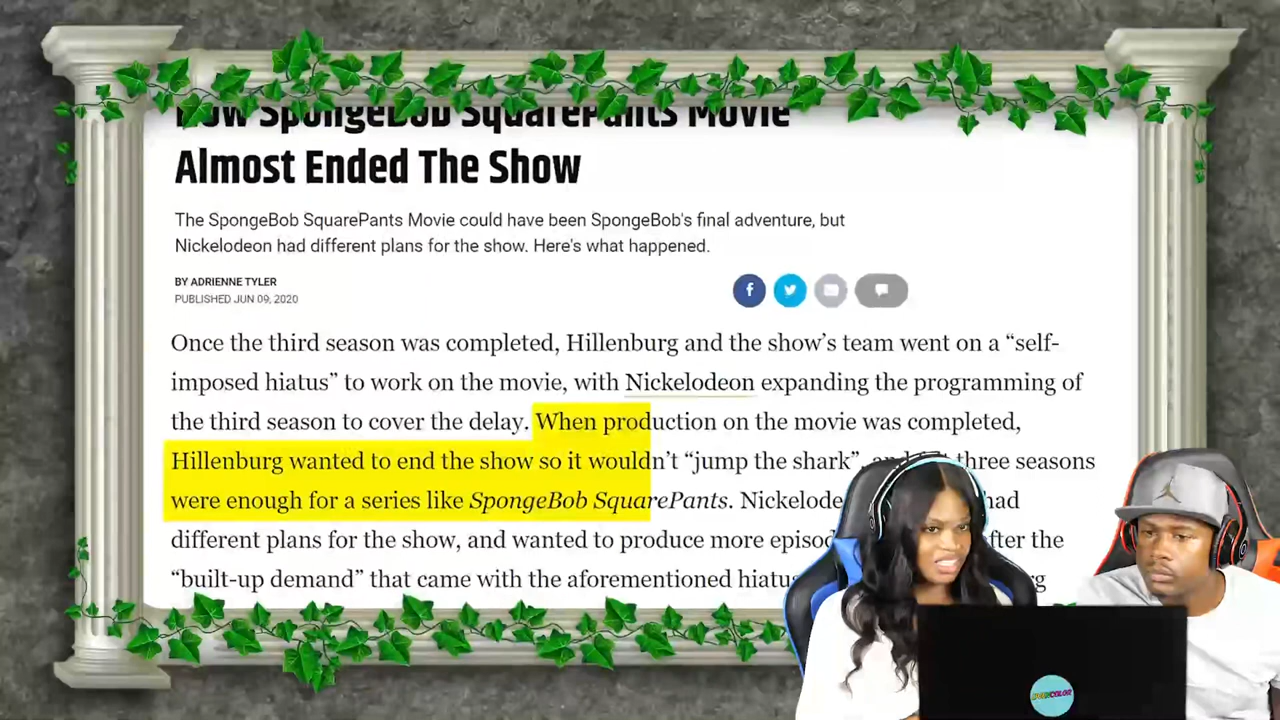 How SpongeBob SquarePants Movie
Almost Ended The Show
The SpongeBob SquarePants Movie could have been SpongeBob's final adventure, but
Nickelodeon had different plans for the show. Here's what happened.
BY ADRIENNE TYLER
PUBLISHED JUN 09, 2020
Once the third season was completed, Hillenburg and the show’s team went on a “self-
imposed hiatus” to work on the movie, with Nickelodeon expanding the programming of
the third season to cover the delay. When production on the movie was completed,
Hillenburg wanted to end the show so it wouldn’t “jump the shark”, three seasons
were enough for a series like SpongeBob SquarePants. Nickelode had
different plans for the show, and wanted to produce more episod fter the
“built-up demand” that came with the aforementioned hiatus